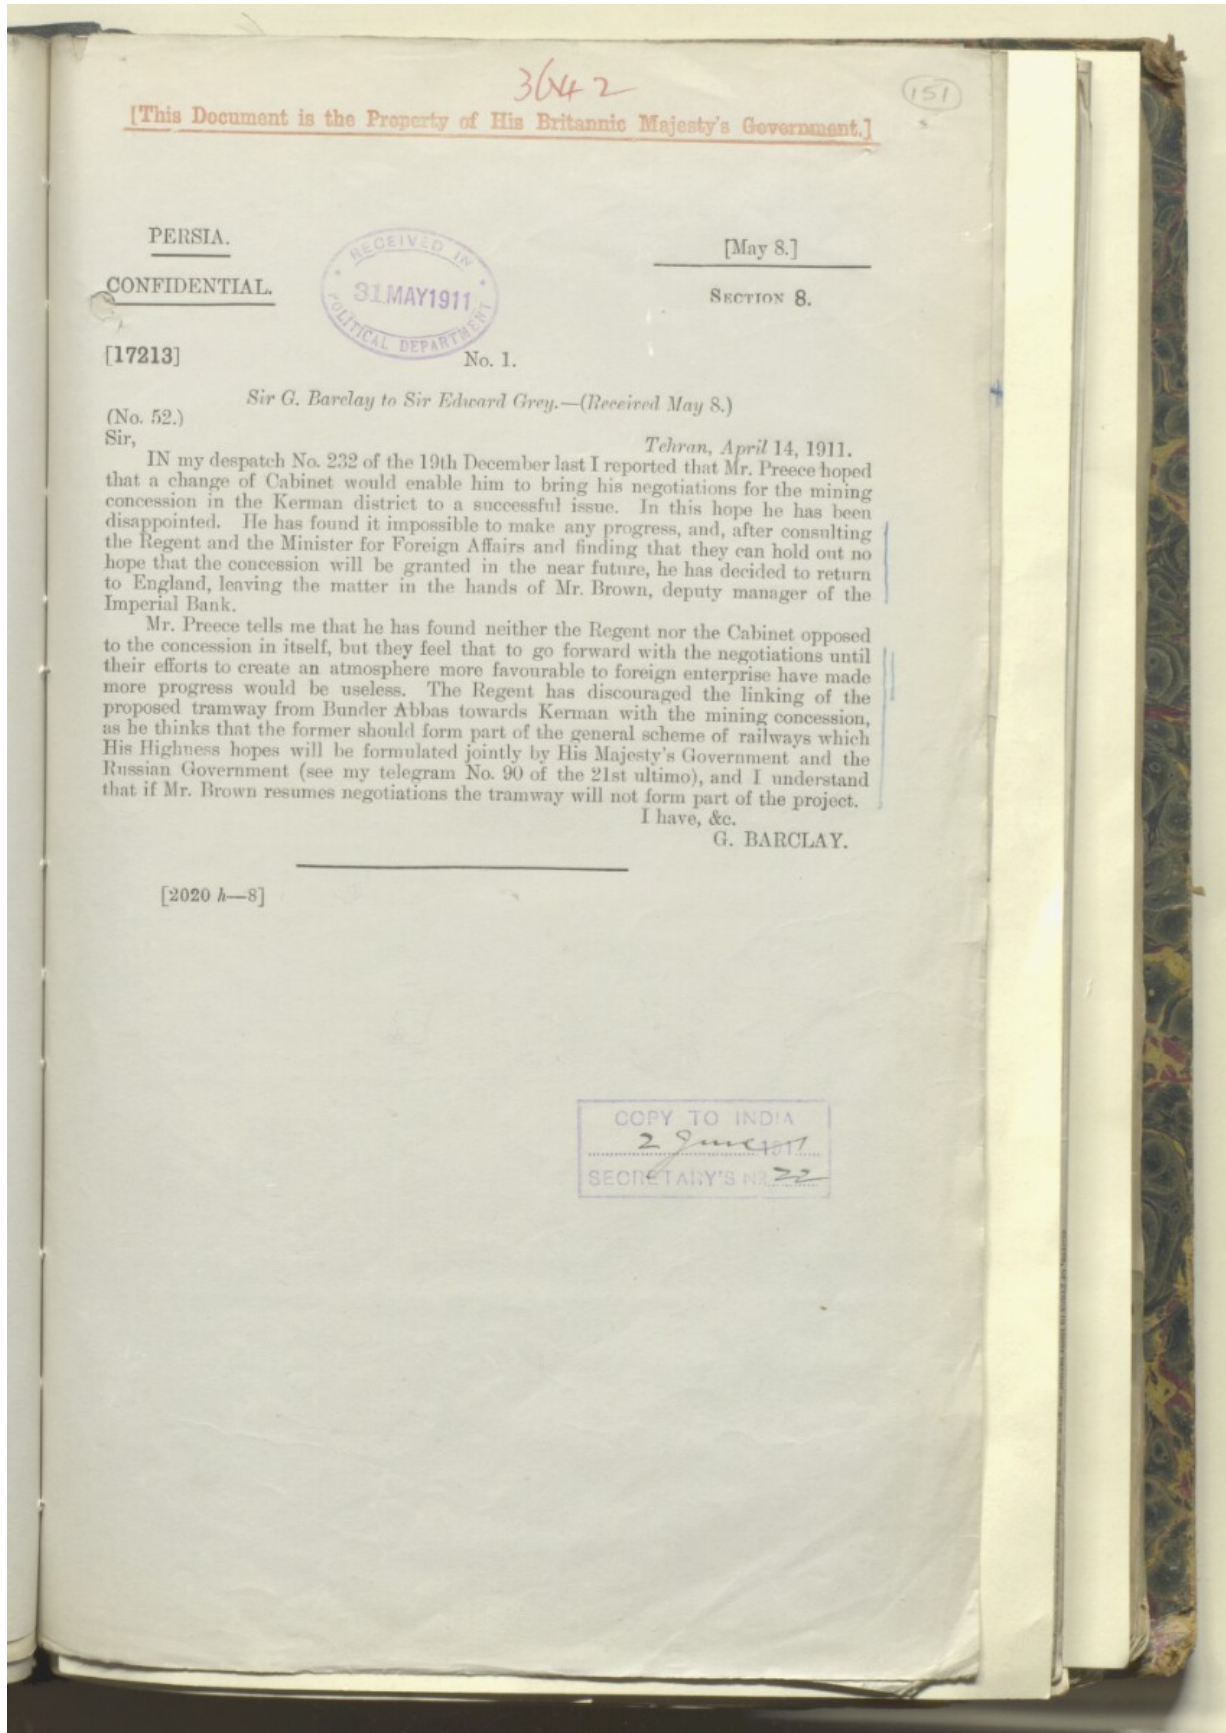 3642
151
[This Document is the Property of His Britannic Majesty's Government.]
PERSIA.
[May 8.]
CONFIDENTIAL.
SECTION 8.
RECEIVED IN
31 MAY 1911
POLITICAL DEPARTMENT
[17213]
No. 1.
Sir G. Barclay to Sir Edward Grey.—(Received May 8.)
(No. 52.)
Sir,
Tehran, April 14, 1911.
IN my despatch No. 232 of the 19th December last I reported that Mr. Preece hoped
that a change of Cabinet would enable him to bring his negotiations for the mining
concession in the Kerman district to a successful issue. In this hope he has been
disappointed. He has found it impossible to make any progress, and, after consulting
the Regent and the Minister for Foreign Affairs and finding that they can hold out no
hope that the concession will be granted in the near future, he has decided to return
to England, leaving the matter in the hands of Mr. Brown, deputy manager of the
Imperial Bank.
Mr. Preece tells me that he has found neither the Regent nor the Cabinet opposed
to the concession in itself, but they feel that to go forward with the negotiations until
their efforts to create an atmosphere more favourable to foreign enterprise have made
more progress would be useless. The Regent has discouraged the linking of the
proposed tramway from Bunder Abbas towards Kerman with the mining concession,
as he thinks that the former should form part of the general scheme of railways which
His Highness hopes will be formulated jointly by His Majesty's Government and the
Russian Government (see my telegram No. 90 of the 21st ultimo), and I understand
that if Mr. Brown resumes negotiations the tramway will not form part of the project.
I have, &c.
G. BARCLAY.
[2020 h—8]
COPY TO INDIA
2 June 1911
SECRETARY'S No. 22